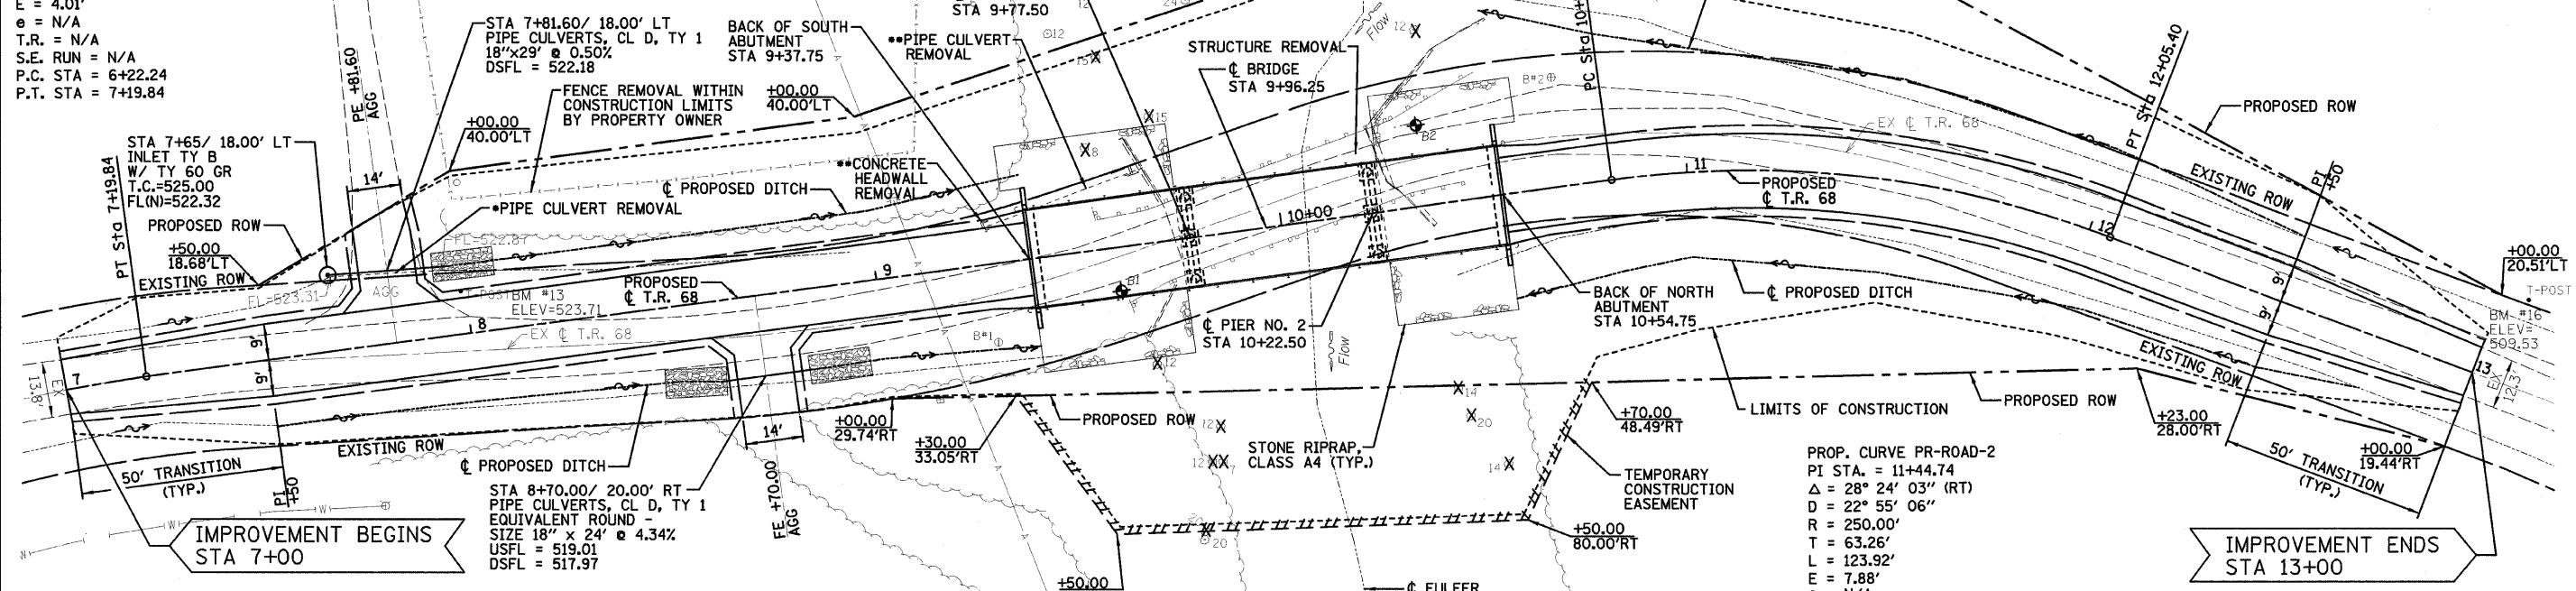 E = 4.01'
e = N/A
T.R. = N/A
S.E. RUN = N/A
P.C. STA = 6+22.24
P.T. STA = 7+19.84
PE +81.60
AGG
STA 7+81.60/ 18.00' LT
PIPE CULVERTS, CL D, TY 1
18"x29' @ 0.50%
DSFL = 522.18
BACK OF SOUTH
ABUTMENT
STA 9+37.75
STA 9+77.50
**PIPE CULVERT
REMOVAL
STRUCTURE REMOVAL
℄ BRIDGE
STA 9+96.25
Flow
PC Sta 10+
PT Sta 12+05.40
PROPOSED ROW
FENCE REMOVAL WITHIN
CONSTRUCTION LIMITS
BY PROPERTY OWNER
+00.00
40.00'LT
+00.00
40.00'LT
STA 7+65/ 18.00' LT
INLET TY B
W/ TY 60 GR
T.C.=525.00
FL(N)=522.32
PT Sta 7+19.84
PROPOSED ROW
+50.00
18.68'LT
EXISTING ROW
14'
*PIPE CULVERT REMOVAL
℄ PROPOSED DITCH
**CONCRETE
HEADWALL
REMOVAL
B#2
B2
EX ℄ T.R. 68
11
PROPOSED
℄ T.R. 68
EXISTING ROW
PI
+50
12
+00.00
20.51'LT
T-POST
BM #16
ELEV=
509.53
FL=522.87
FL=523.31
AGG
T-POST
BM #13
ELEV=523.71
PROPOSED
℄ T.R. 68
9
8
7
10+00
B1
B#1
EX ℄ T.R. 68
9'
9'
13.8'
EX
℄ PIER NO. 2
STA 10+22.50
Flow
BACK OF NORTH
ABUTMENT
STA 10+54.75
℄ PROPOSED DITCH
9'
9'
EXISTING ROW
13
EX
12.3
50' TRANSITION
(TYP.)
PI
+50
EXISTING ROW
℄ PROPOSED DITCH
14'
FE +70.00
AGG
+00.00
29.74'RT
+30.00
33.05'RT
PROPOSED ROW
STONE RIPRAP,
CLASS A4 (TYP.)
+70.00
48.49'RT
LIMITS OF CONSTRUCTION
PROPOSED ROW
+23.00
28.00'RT
+00.00
19.44'RT
50' TRANSITION
(TYP.)
STA 8+70.00/ 20.00' RT
PIPE CULVERTS, CL D, TY 1
EQUIVALENT ROUND -
SIZE 18" x 24' @ 4.34%
USFL = 519.01
DSFL = 517.97
TEMPORARY
CONSTRUCTION
EASEMENT
+50.00
80.00'RT
+50.00
℄ FULFER
PROP. CURVE PR-ROAD-2
PI STA. = 11+44.74
Δ = 28° 24' 03" (RT)
D = 22° 55' 06"
R = 250.00'
T = 63.26'
L = 123.92'
E = 7.88'
IMPROVEMENT BEGINS
STA 7+00
IMPROVEMENT ENDS
STA 13+00